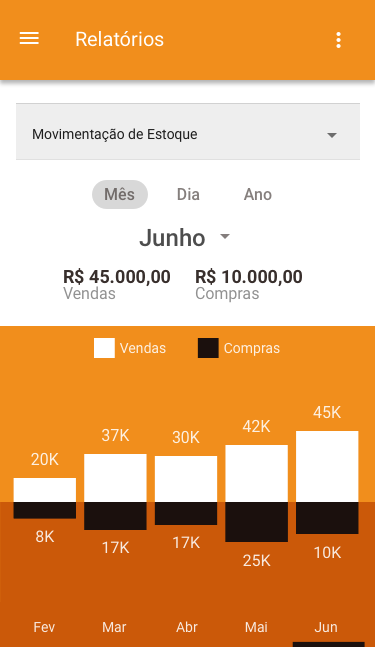 Relatórios
Movimentação de Estoque
Mês Dia Ano
Junho
R$ 45.000,00 R$ 10.000,00
Vendas Compras
Vendas Compras
20K 37K 30K 42K 45K
8K 17K 17K 25K 10K
Fev Mar Abr Mai Jun